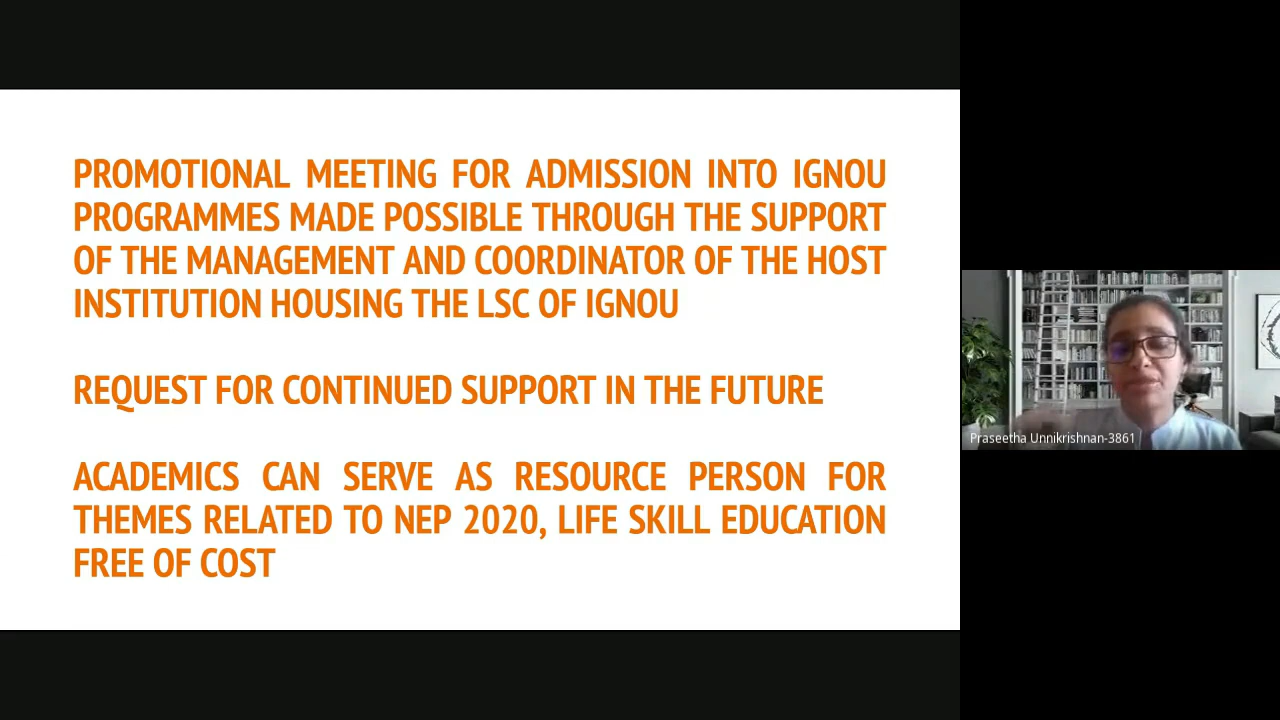 PROMOTIONAL MEETING FOR ADMISSION INTO IGNOU
PROGRAMMES MADE POSSIBLE THROUGH THE SUPPORT
OF THE MANAGEMENT AND COORDINATOR OF THE HOST
INSTITUTION HOUSING THE LSC OF IGNOU
REQUEST FOR CONTINUED SUPPORT IN THE FUTURE
ACADEMICS CAN SERVE AS RESOURCE PERSON FOR
THEMES RELATED TO NEP 2020, LIFE SKILL EDUCATION
FREE OF COST
Praseetha Unnikrishnan-3861